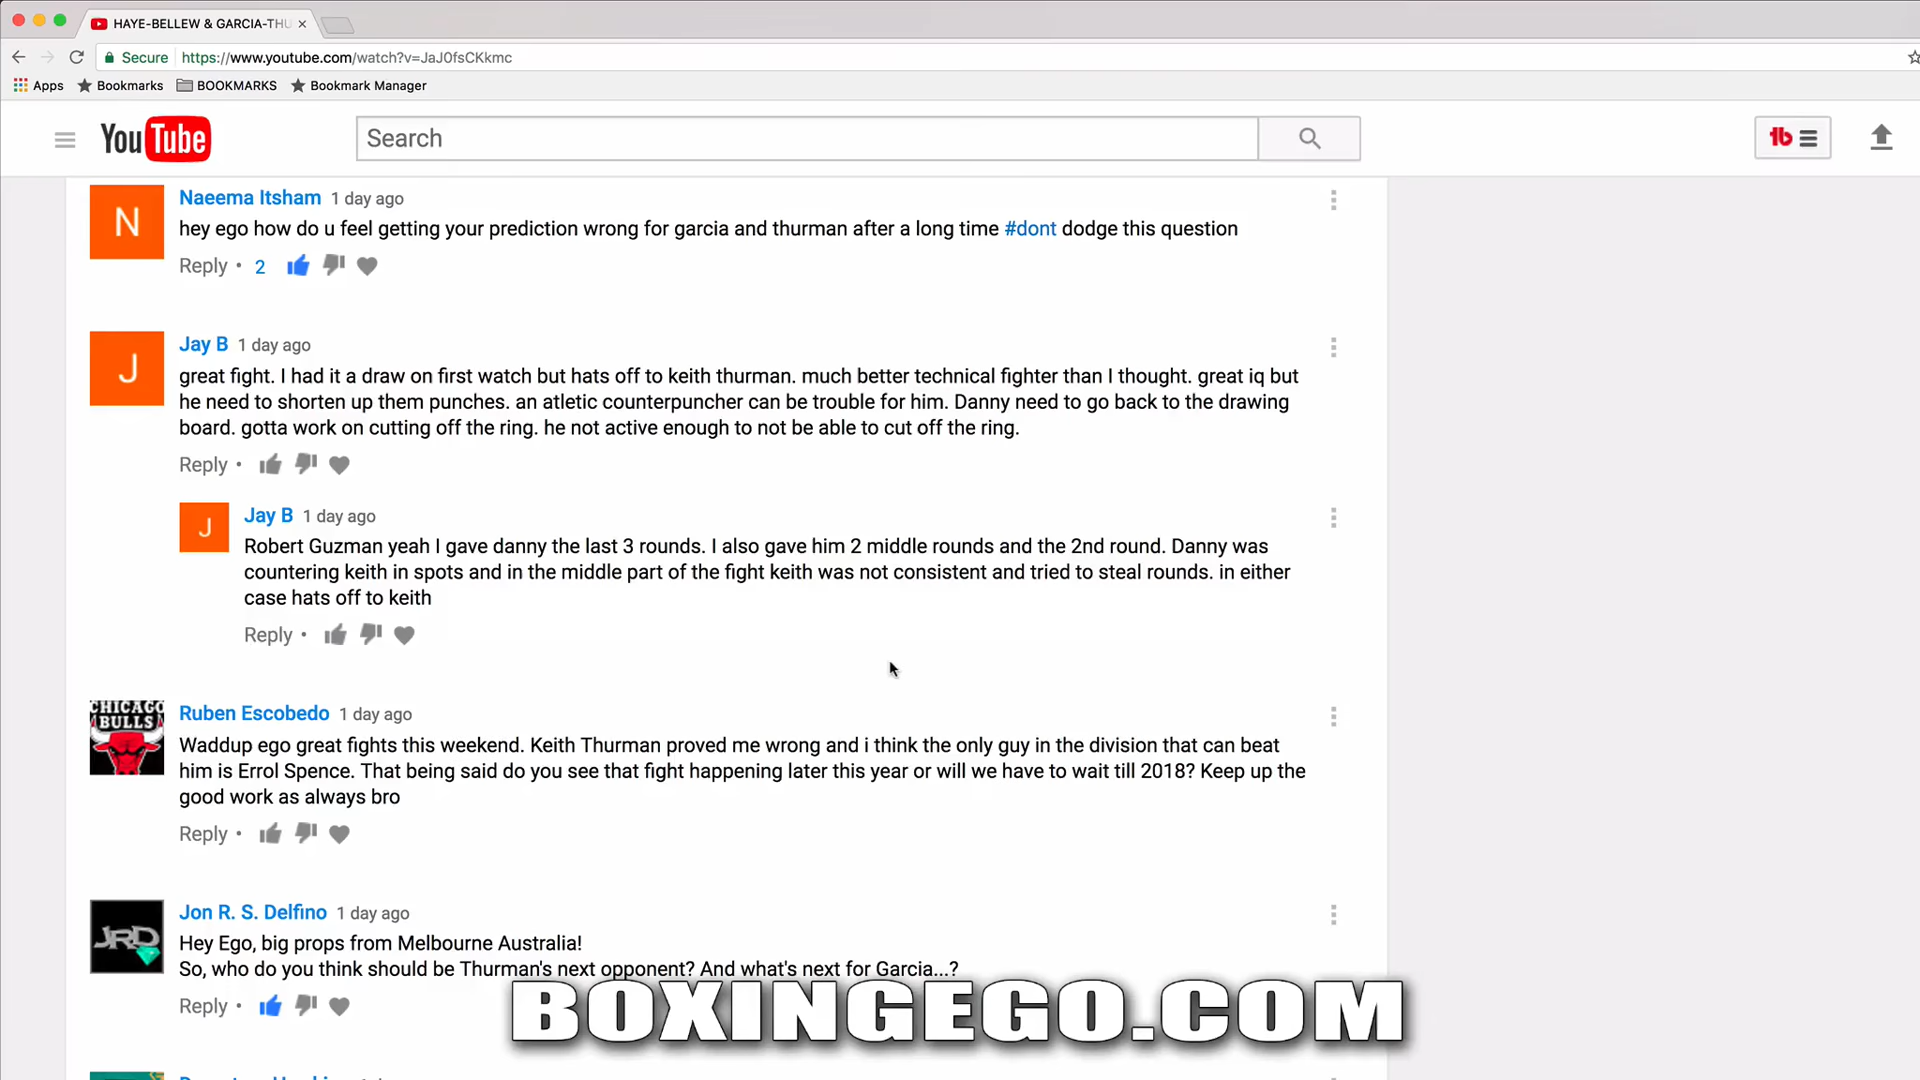 HAYE-BELLEW & GARCIA-THU
Secure https://www.youtube.com/watch?v=JaJ0fsCKkmc
Apps Bookmarks BOOKMARKS Bookmark Manager
YouTube Search
N Naeema Itsham 1 day ago
hey ego how do u feel getting your prediction wrong for garcia and thurman after a long time #dont dodge this question
Reply • 2
J Jay B 1 day ago
great fight. I had it a draw on first watch but hats off to keith thurman. much better technical fighter than I thought. great iq but
he need to shorten up them punches. an atletic counterpuncher can be trouble for him. Danny need to go back to the drawing
board. gotta work on cutting off the ring. he not active enough to not be able to cut off the ring.
Reply •
J Jay B 1 day ago
Robert Guzman yeah I gave danny the last 3 rounds. I also gave him 2 middle rounds and the 2nd round. Danny was
countering keith in spots and in the middle part of the fight keith was not consistent and tried to steal rounds. in either
case hats off to keith
Reply •
CHICAGO
BULLS
Ruben Escobedo 1 day ago
Waddup ego great fights this weekend. Keith Thurman proved me wrong and i think the only guy in the division that can beat
him is Errol Spence. That being said do you see that fight happening later this year or will we have to wait till 2018? Keep up the
good work as always bro
Reply •
JRD Jon R. S. Delfino 1 day ago
Hey Ego, big props from Melbourne Australia!
So, who do you think should be Thurman's next opponent? And what's next for Garcia...?
Reply •
BOXINGEGO.COM